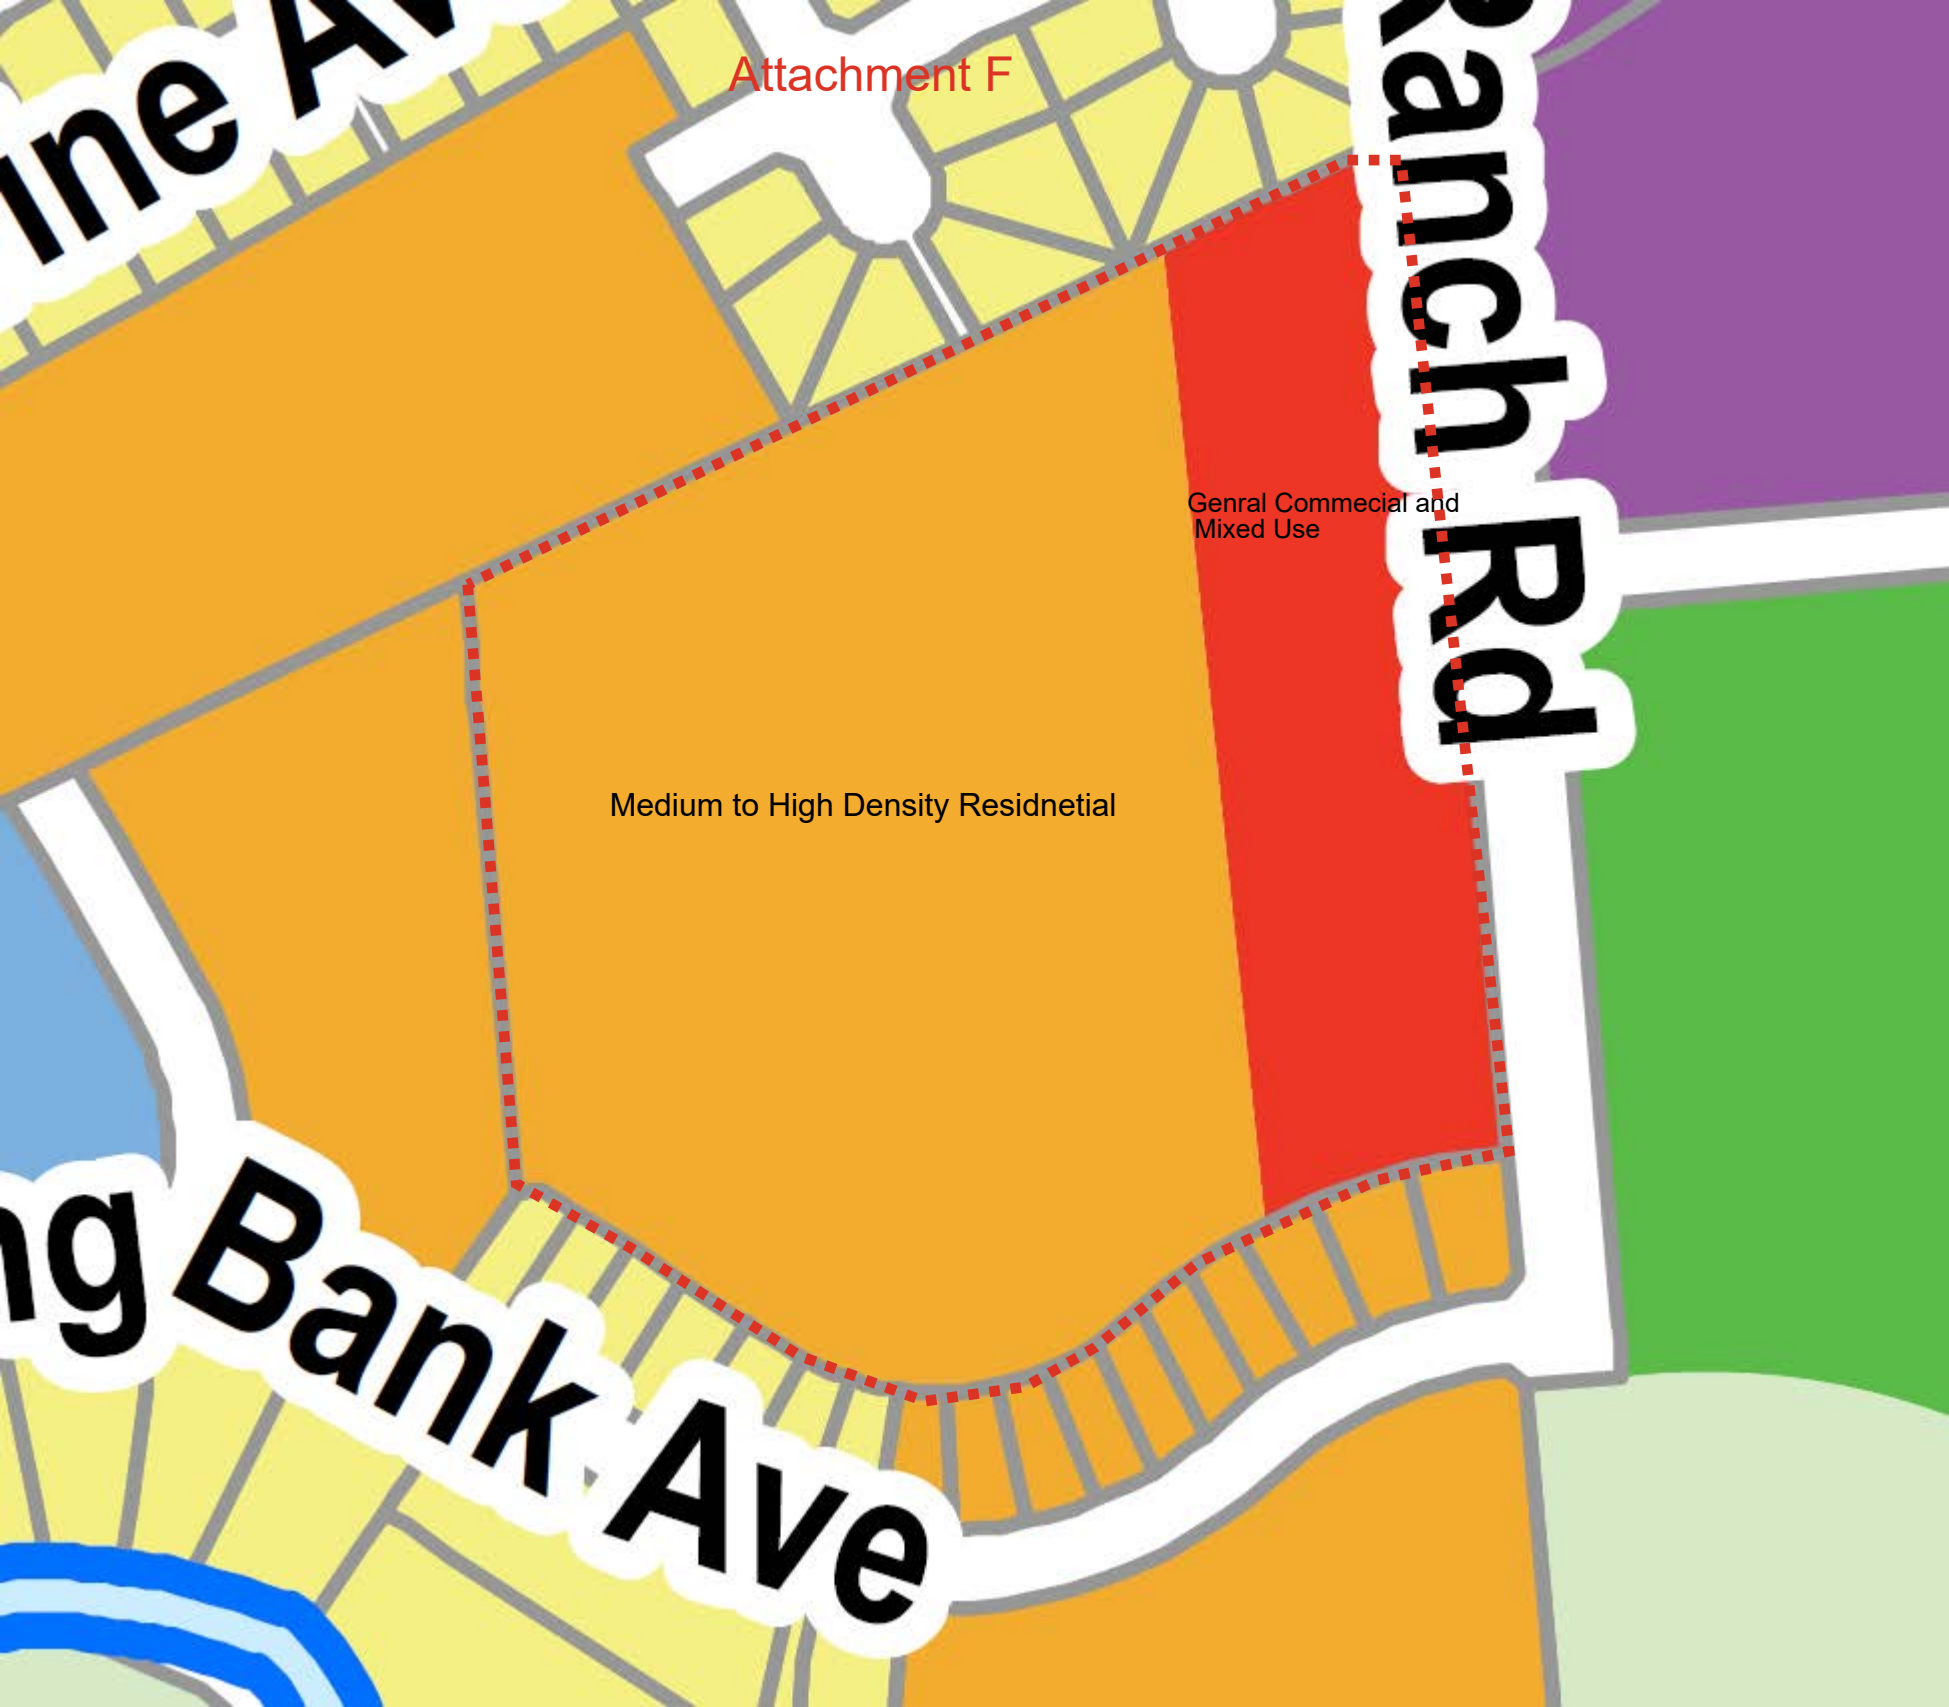 ine Av
Attachment F
Ranch Rd
Genral Commecial and
Mixed Use
Medium to High Density Residnetial
ng Bank Ave